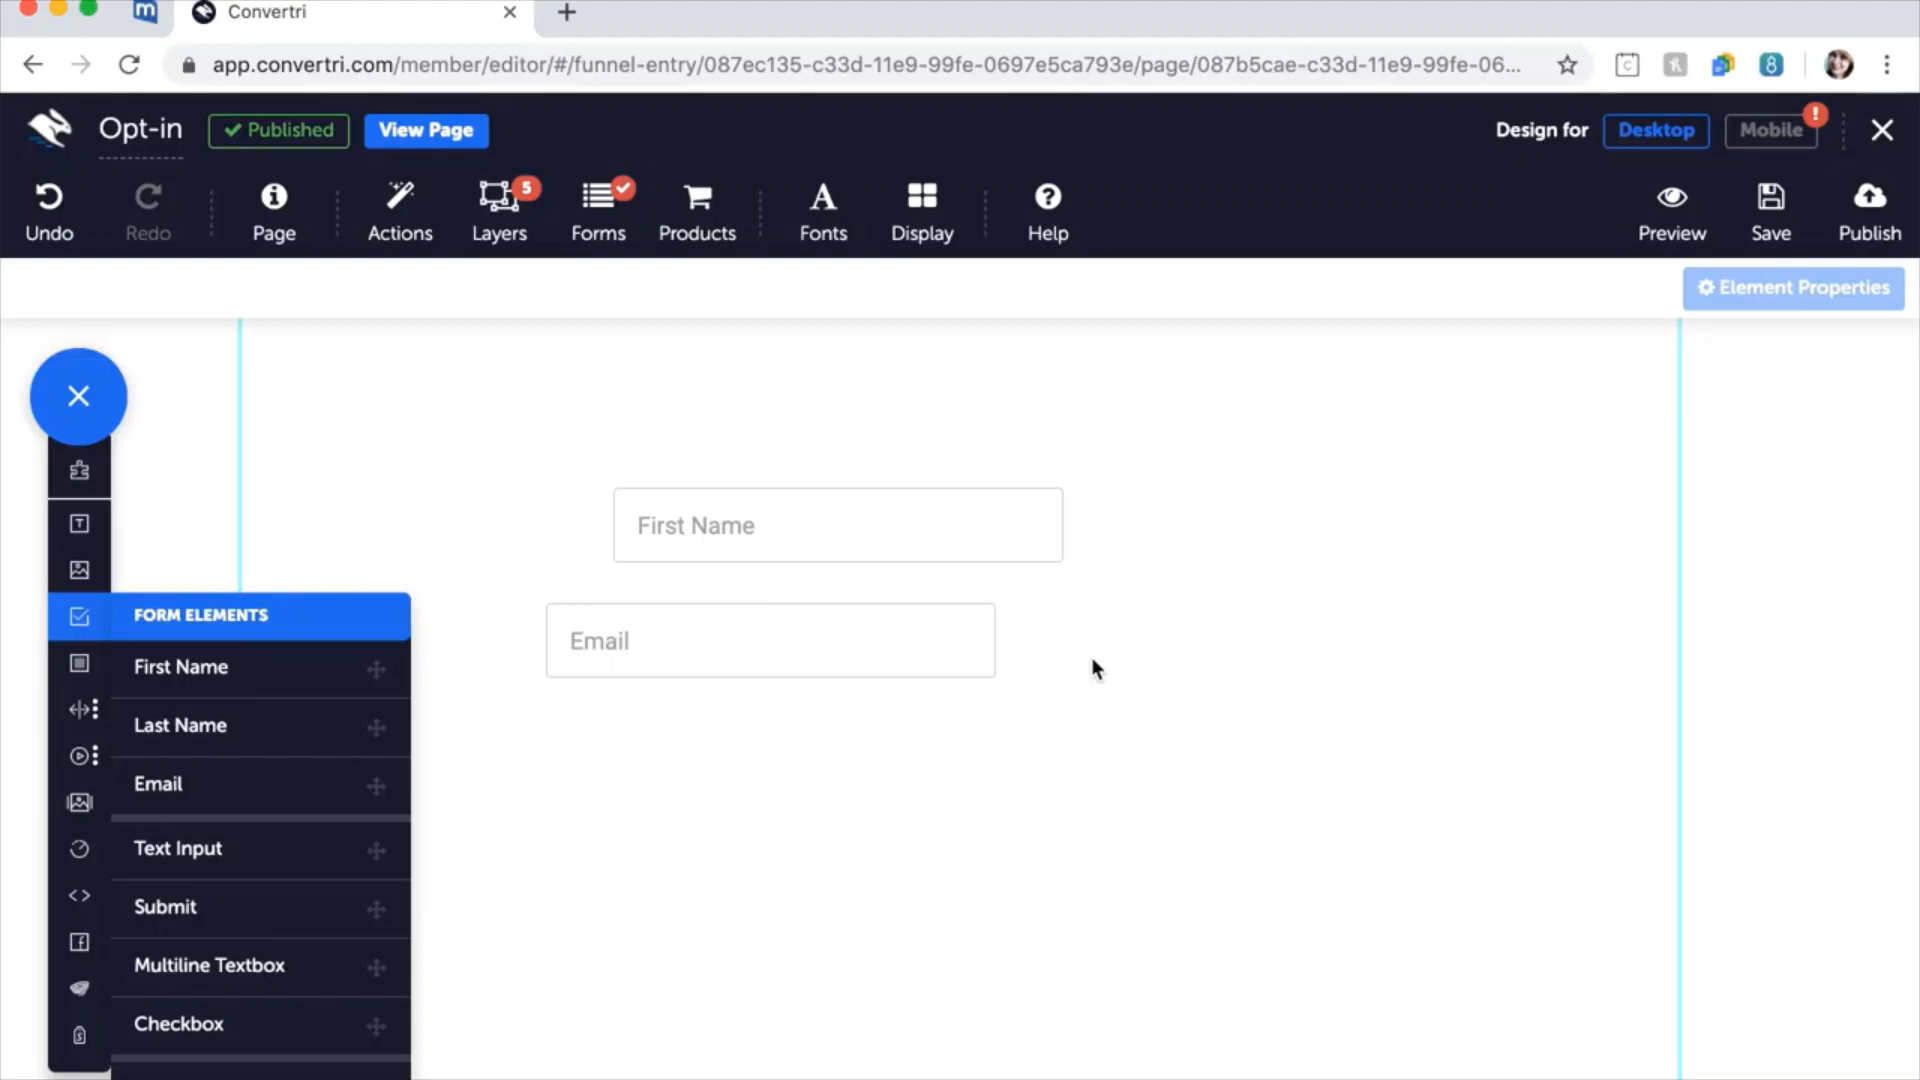 m
Convertri
app.convertri.com/member/editor/#/funnel-entry/087ec135-c33d-11e9-99fe-0697e5ca793e/page/087b5cae-c33d-11e9-99fe-06...
Opt-in
Published
View Page
Design for
Desktop
Mobile
!
Undo
Redo
Page
Actions
5
Layers
Forms
Products
A
Fonts
Display
?
Help
Preview
Save
Publish
Element Properties
First Name
Email
FORM ELEMENTS
First Name
Last Name
Email
Text Input
Submit
Multiline Textbox
Checkbox